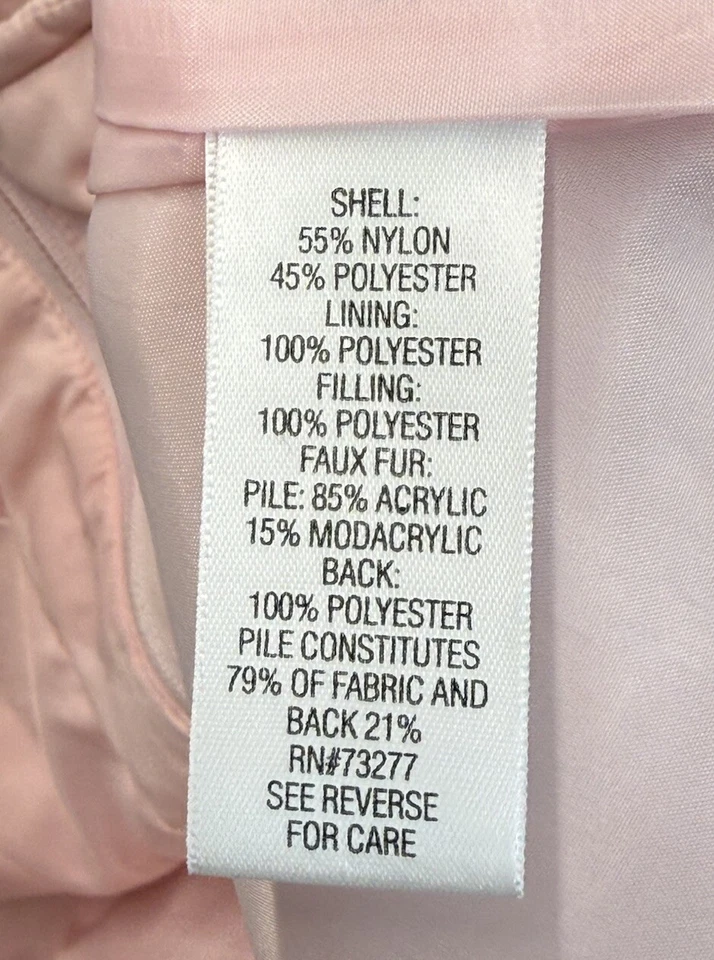 SHELL:
55% NYLON
45% POLYESTER
LINING:
100% POLYESTER
FILLING:
100% POLYESTER
FAUX FUR:
PILE: 85% ACRYLIC
15% MODACRYLIC
BACK:
100% POLYESTER
PILE CONSTITUTES
79% OF FABRIC AND
BACK 21%
RN#73277
SEE REVERSE
FOR CARE